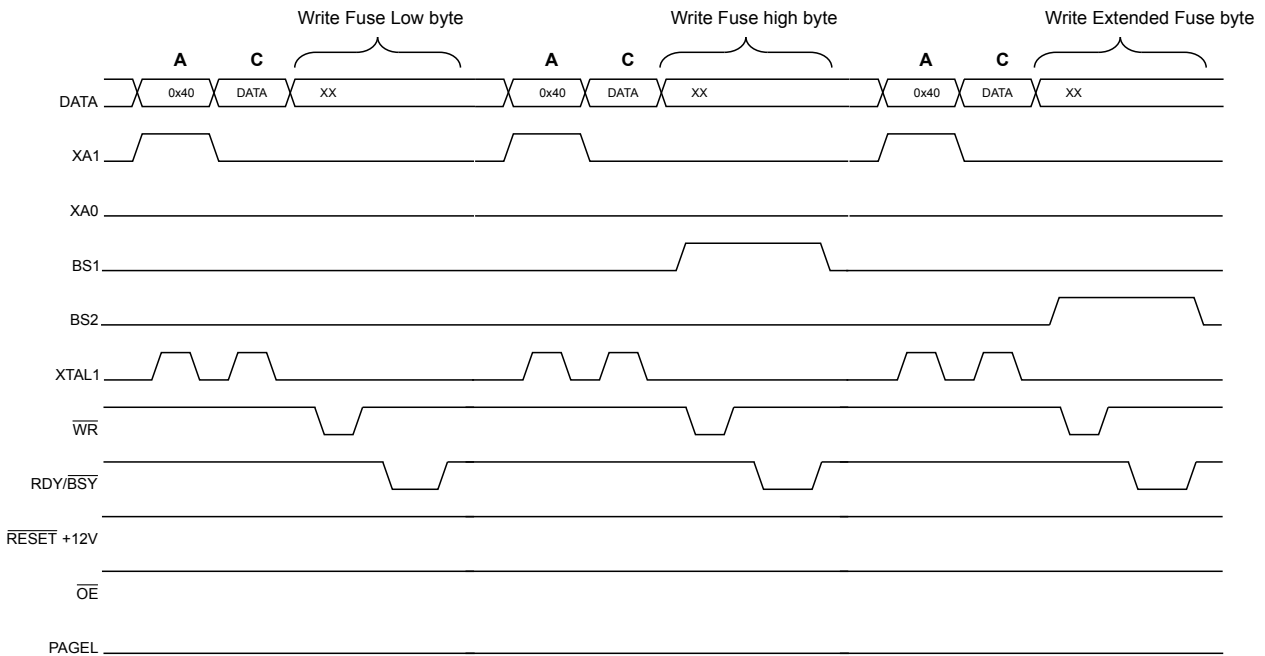 Write Fuse Low byte Write Fuse high byte Write Extended Fuse byte
A C A C A C
DATA 0x40 DATA XX 0x40 DATA XX 0x40 DATA XX
XA1
XA0
BS1
BS2
XTAL1
WR
RDY/BSY
RESET +12V
OE
PAGEL